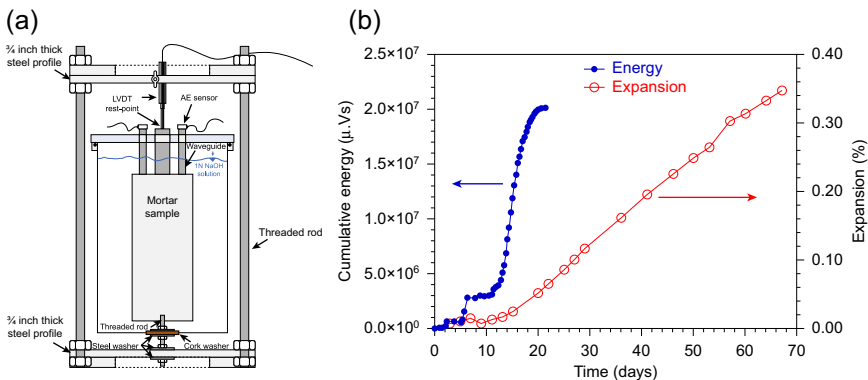 (a)
¾ inch thick
steel profile
LVDT
rest-point
AE sensor
Waveguide
1N NaOH
solution
Mortar
sample
Threaded rod
Threaded rod
¾ inch thick
steel profile
Steel washer
Cork washer
(b)
Cumulative energy (µ.Vs)
2.5×10⁷
2.0×10⁷
1.5×10⁷
1.0×10⁷
5.0×10⁶
0.0×10⁰
Energy
Expansion
0.40
0.30
0.20
0.10
0.00
Expansion (%)
0 10 20 30 40 50 60 70
Time (days)